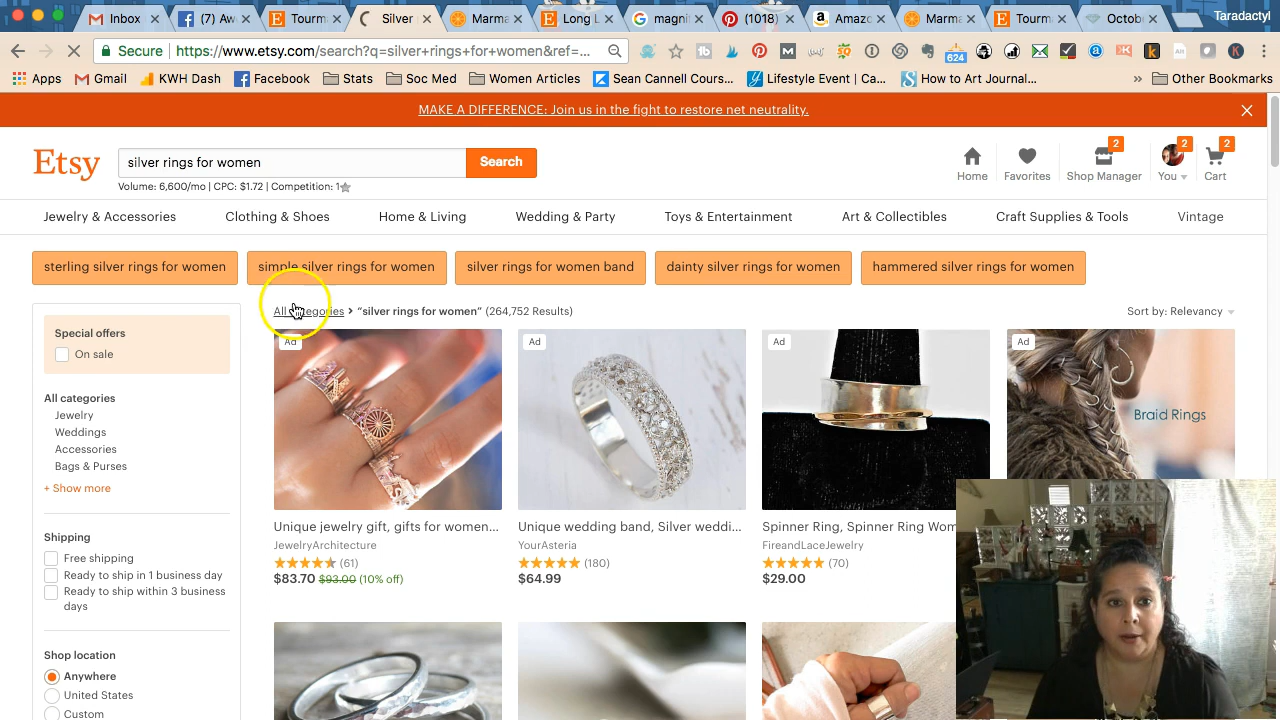 Inbox
(7) Aw
Tourm
Silver
Marma
Long L
magni
(1018)
Amazo
Marma
Tourm
Octob
Taradactyl
Secure
https://www.etsy.com/search?q=silver+rings+for+women&ref=...
50
624
Apps
Gmail
KWH Dash
Facebook
Stats
Soc Med
Women Articles
Sean Cannell Cours...
Lifestyle Event | Ca...
How to Art Journal...
»
Other Bookmarks
MAKE A DIFFERENCE: Join us in the fight to restore net neutrality.
Etsy
silver rings for women
Search
Volume: 6,600/mo | CPC: $1.72 | Competition: 1
Home
Favorites
2
Shop Manager
2
You
2
Cart
Jewelry & Accessories
Clothing & Shoes
Home & Living
Wedding & Party
Toys & Entertainment
Art & Collectibles
Craft Supplies & Tools
Vintage
sterling silver rings for women
simple silver rings for women
silver rings for women band
dainty silver rings for women
hammered silver rings for women
All categories > “silver rings for women” (264,752 Results)
Sort by: Relevancy
Special offers
On sale
All categories
Jewelry
Weddings
Accessories
Bags & Purses
+ Show more
Shipping
Free shipping
Ready to ship in 1 business day
Ready to ship within 3 business
days
Shop location
Anywhere
United States
Custom
Ad
Unique jewelry gift, gifts for women...
JewelryArchitecture
(61)
$83.70 $93.00 (10% off)
Ad
Unique wedding band, Silver weddi...
YourAsteria
(180)
$64.99
Ad
Spinner Ring, Spinner Ring Wom
FireandLaceJewelry
(70)
$29.00
Ad
Braid Rings